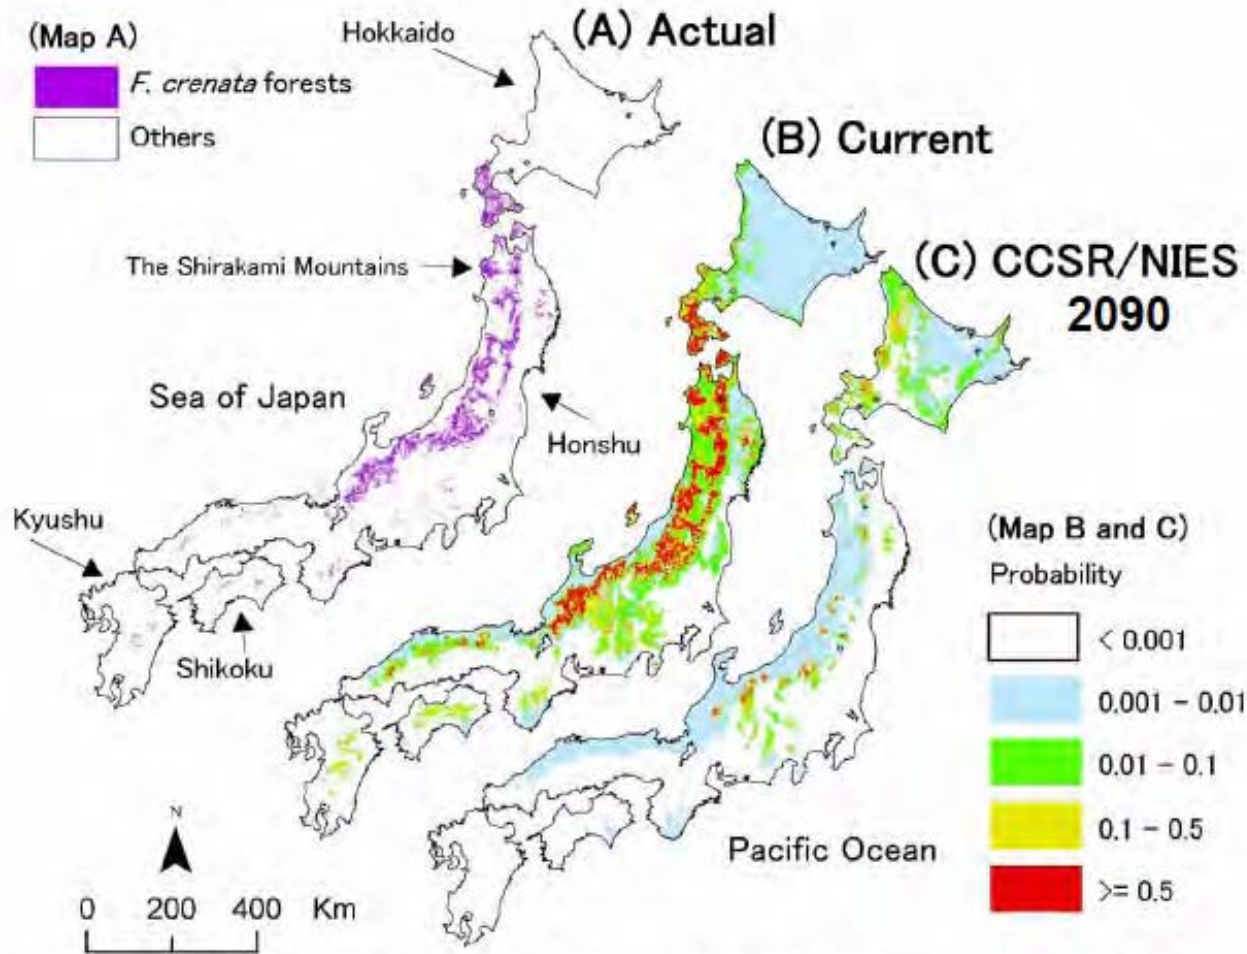 (Map A)
F. crenata forests
Others
Hokkaido
(A) Actual
(B) Current
(C) CCSR/NIES
2090
The Shirakami Mountains
Sea of Japan
Honshu
Kyushu
Shikoku
(Map B and C)
Probability
< 0.001
0.001 - 0.01
0.01 - 0.1
0.1 - 0.5
>= 0.5
Pacific Ocean
N
0 200 400 Km